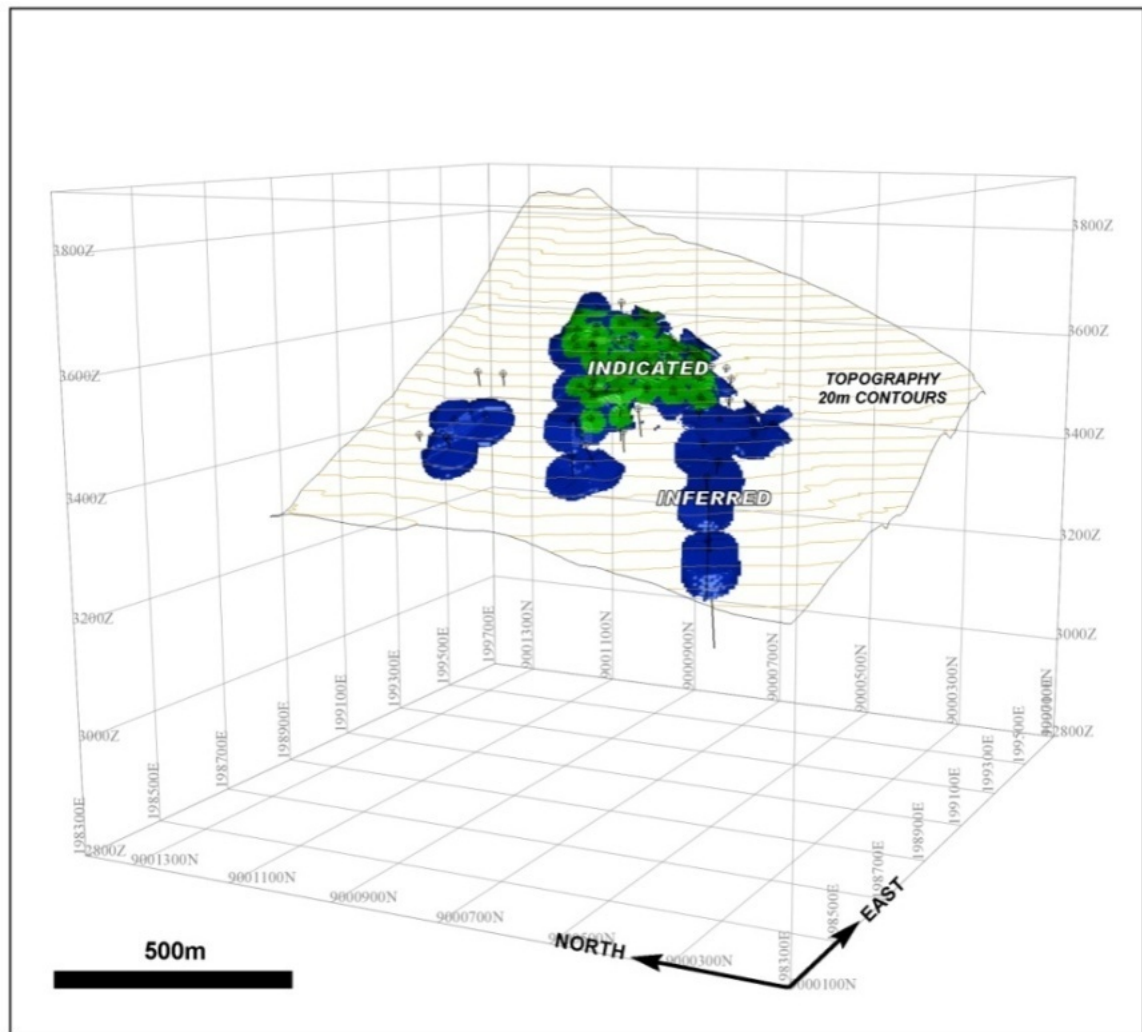 3800Z
3600Z
3400Z
3200Z
3000Z
2800Z
3800Z
3600Z
3400Z
3200Z
3000Z
2800Z
INDICATED
TOPOGRAPHY
20m CONTOURS
INFERRED
198300E
198500E
198700E
198900E
199100E
199300E
199500E
199700E
9001300N
9001100N
9000900N
9000700N
9000500N
9000300N
199500E
199300E
199100E
198900E
198700E
198500E
198300E
9001300N
9001100N
9000900N
9000700N
9000300N
9000100N
NORTH
EAST
500m